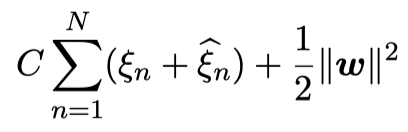 $C \sum_{n=1}^{N} (\xi_n + \widehat{\xi}_n) + \frac{1}{2} \|\boldsymbol{w}\|^2$